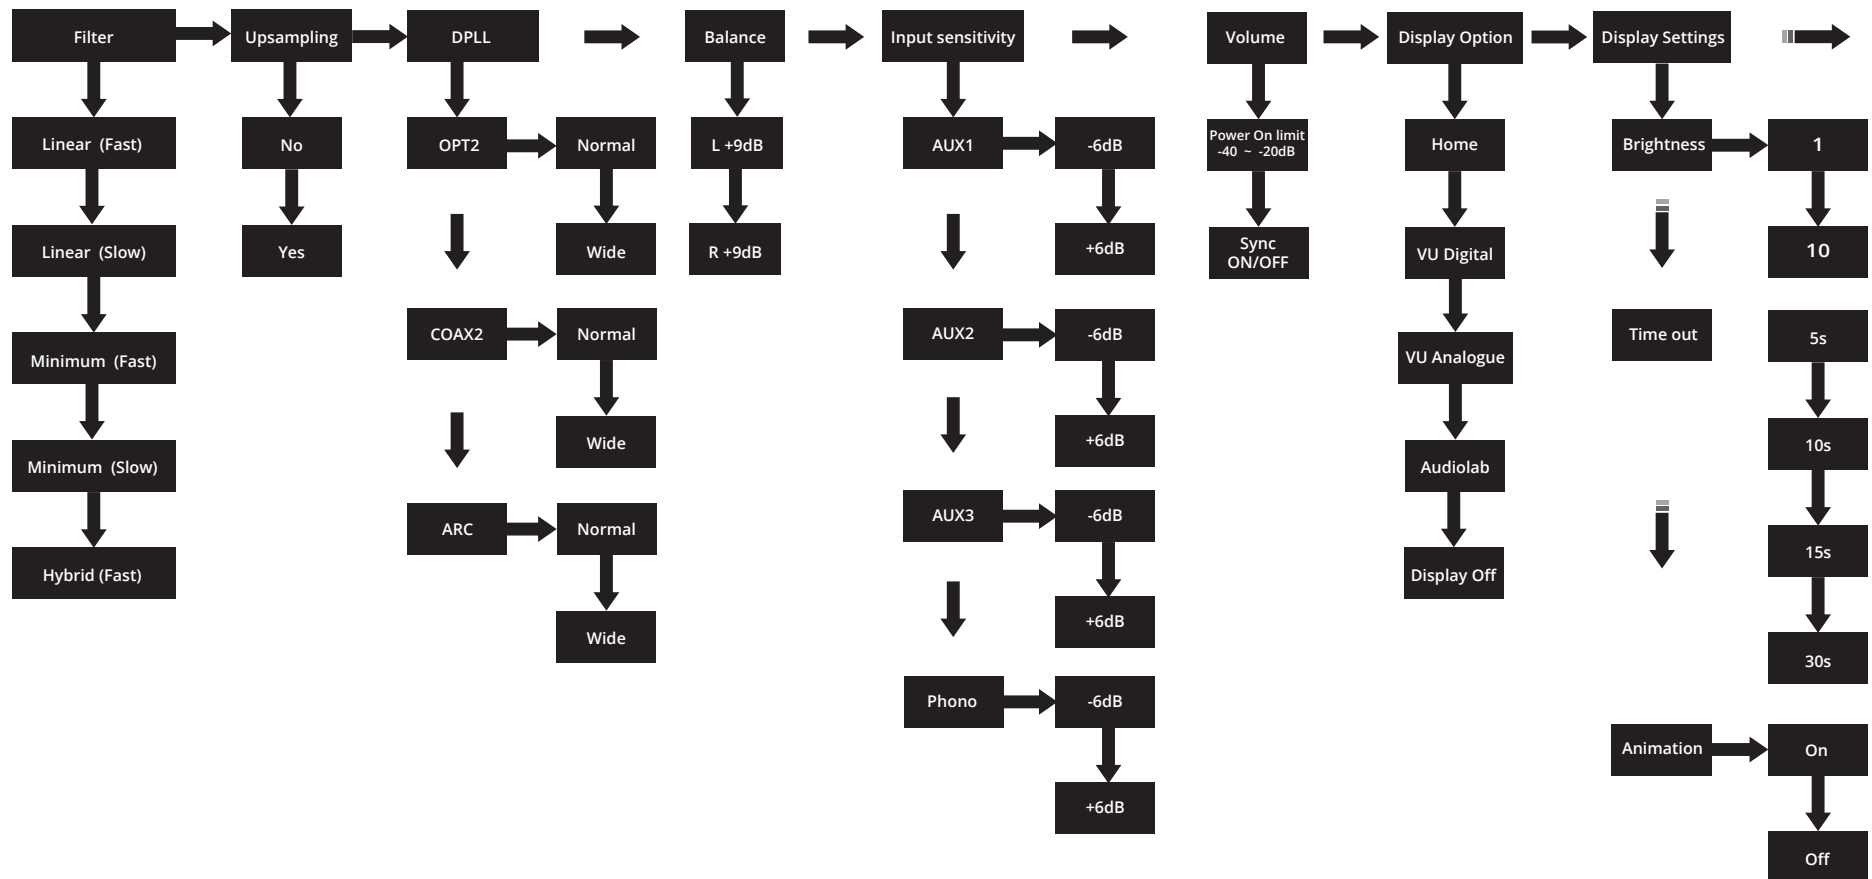 Filter
Upsampling
DPLL
Balance
Input sensitivity
Volume
Display Option
Display Settings
Linear (Fast)
Linear (Slow)
Minimum (Fast)
Minimum (Slow)
Hybrid (Fast)
No
Yes
OPT2
Normal
Wide
COAX2
Normal
Wide
ARC
Normal
Wide
L +9dB
R +9dB
AUX1
-6dB
+6dB
AUX2
-6dB
+6dB
AUX3
-6dB
+6dB
Phono
-6dB
+6dB
Power On limit
-40 ~ -20dB
Sync
ON/OFF
Home
VU Digital
VU Analogue
Audiolab
Display Off
Brightness
1
10
Time out
5s
10s
15s
30s
Animation
On
Off